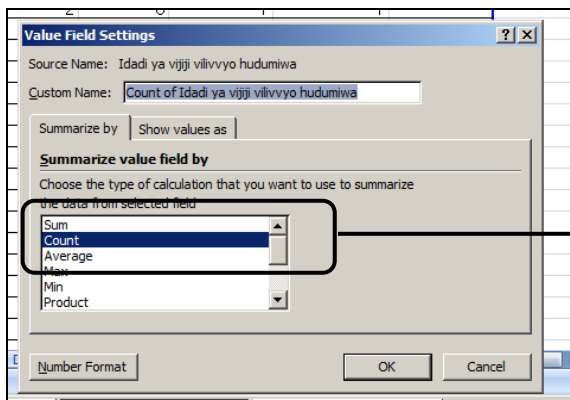 Value Field Settings
Source Name: Idadi ya vijiji vilivvyo hudumiwa
Custom Name: Count of Idadi ya vijiji vilivvyo hudumiwa
Summarize by Show values as
Summarize value field by
Choose the type of calculation that you want to use to summarize
the data from selected field
Sum
Count
Average
Max
Min
Product
Number Format OK Cancel